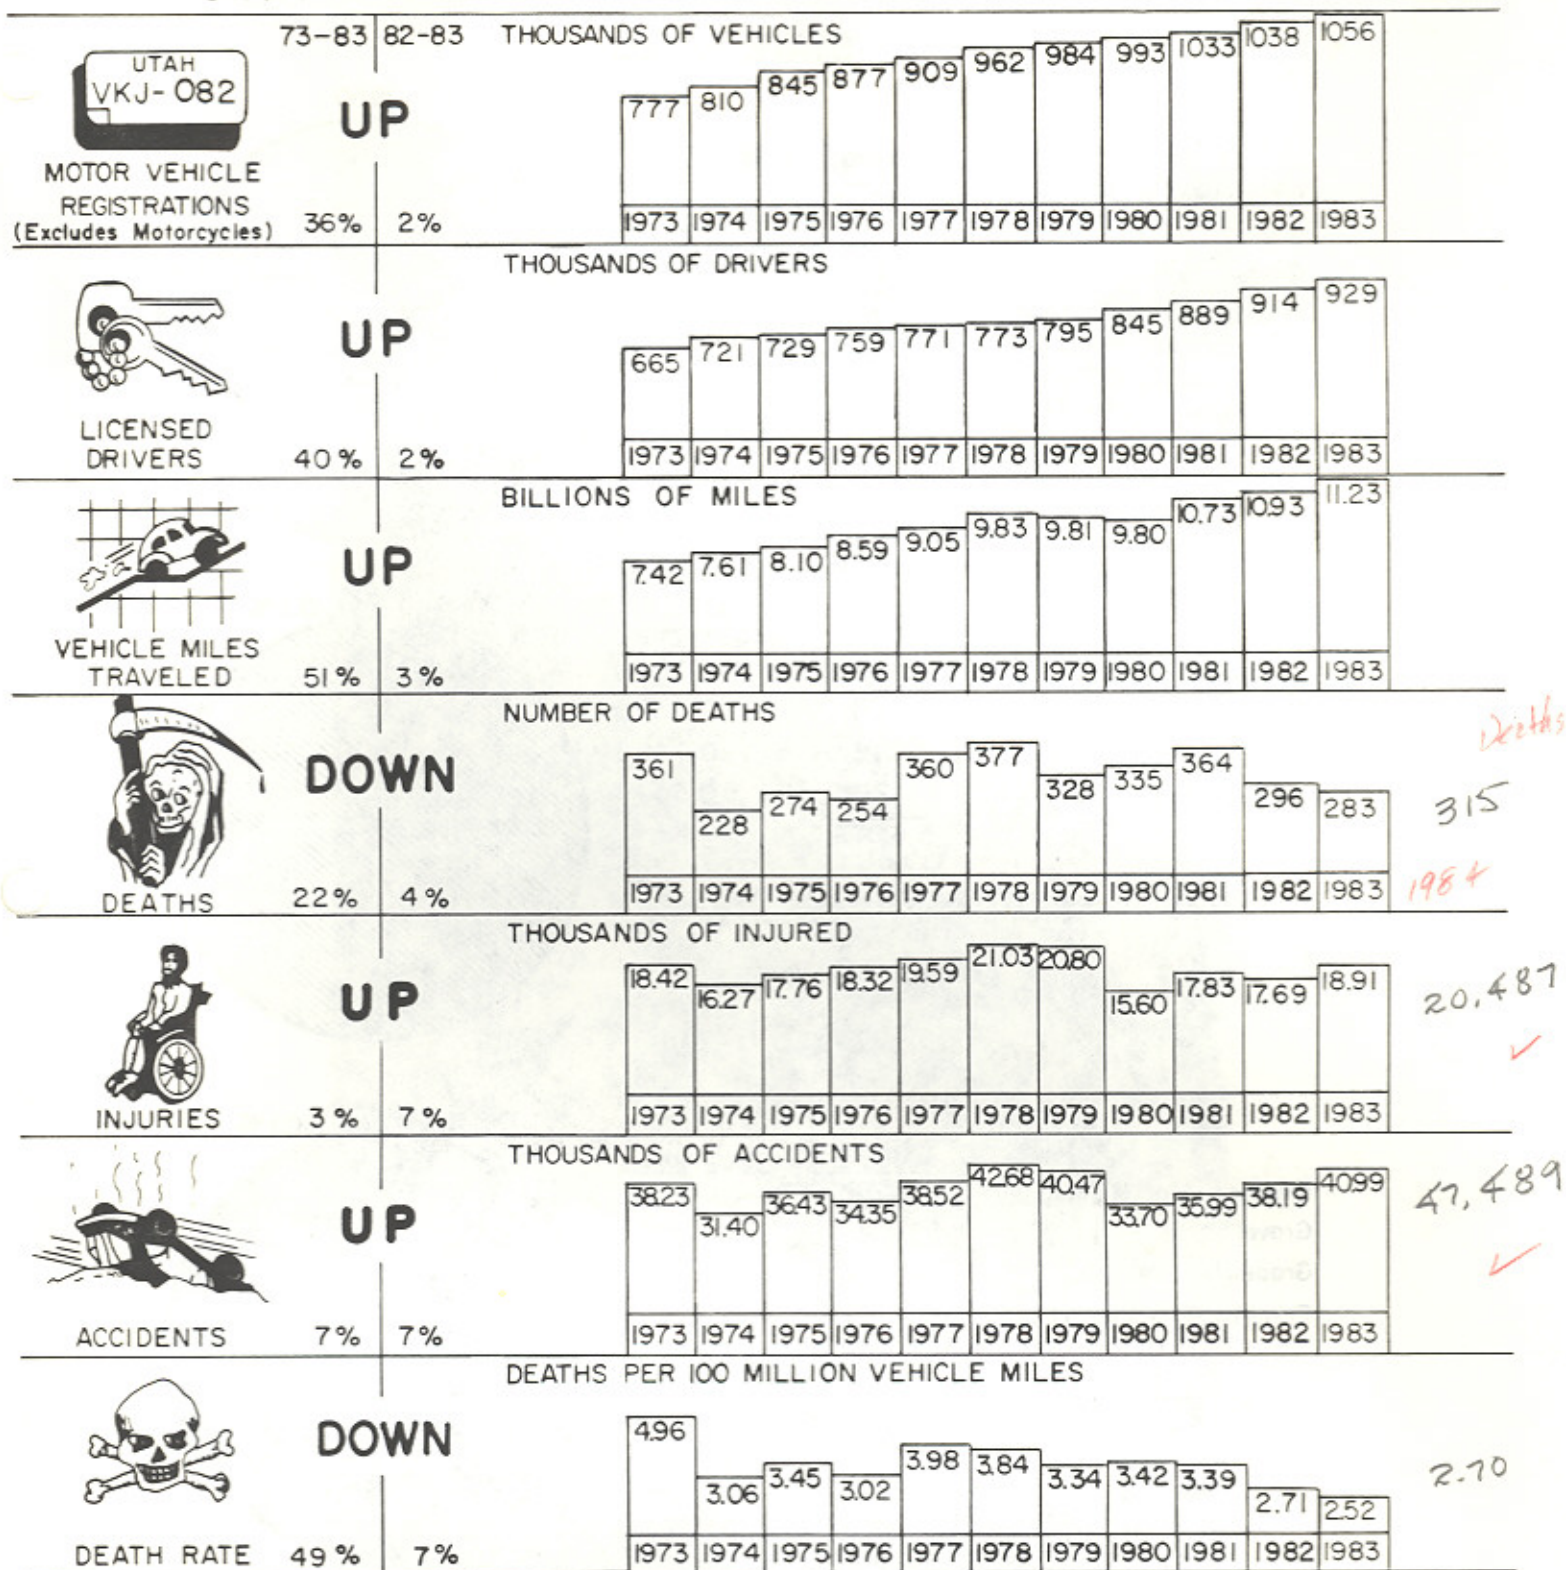 73-83 82-83 THOUSANDS OF VEHICLES
UTAH
VKJ-082
UP
777 810 845 877 909 962 984 993 1033 1038 1056
MOTOR VEHICLE
REGISTRATIONS
(Excludes Motorcycles) 36% 2%
1973 1974 1975 1976 1977 1978 1979 1980 1981 1982 1983
THOUSANDS OF DRIVERS
UP
665 721 729 759 771 773 795 845 889 914 929
LICENSED
DRIVERS 40% 2%
1973 1974 1975 1976 1977 1978 1979 1980 1981 1982 1983
BILLIONS OF MILES
UP
7.42 7.61 8.10 8.59 9.05 9.83 9.81 9.80 10.73 10.93 11.23
VEHICLE MILES
TRAVELED 51% 3%
1973 1974 1975 1976 1977 1978 1979 1980 1981 1982 1983
NUMBER OF DEATHS
Deaths
DOWN
361 228 274 254 360 377 328 335 364 296 283 315
DEATHS 22% 4%
1973 1974 1975 1976 1977 1978 1979 1980 1981 1982 1983 1984
THOUSANDS OF INJURED
UP
18.42 16.27 17.76 18.32 19.59 21.03 20.80 15.60 17.83 17.69 18.91 20,487
INJURIES 3% 7%
1973 1974 1975 1976 1977 1978 1979 1980 1981 1982 1983
THOUSANDS OF ACCIDENTS
UP
38.23 31.40 36.43 34.35 38.52 42.68 40.47 33.70 35.99 38.19 40.99 47,489
ACCIDENTS 7% 7%
1973 1974 1975 1976 1977 1978 1979 1980 1981 1982 1983
DEATHS PER 100 MILLION VEHICLE MILES
DOWN
4.96 3.06 3.45 3.02 3.98 3.84 3.34 3.42 3.39 2.71 2.52 2.70
DEATH RATE 49% 7%
1973 1974 1975 1976 1977 1978 1979 1980 1981 1982 1983